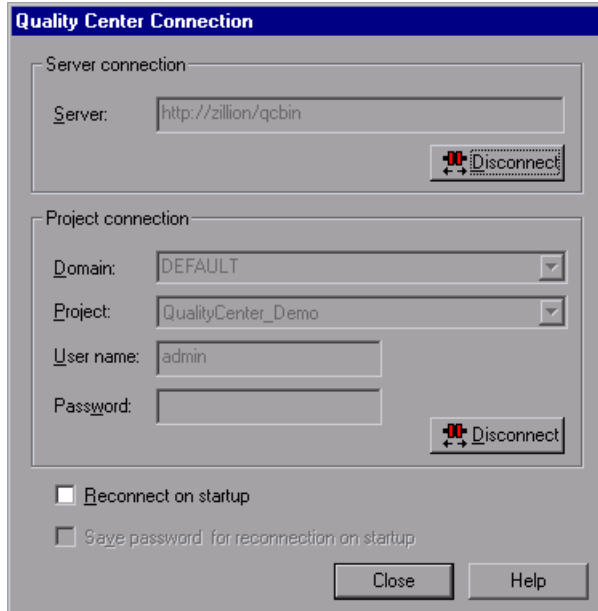 Quality Center Connection
Server connection
Server: http://zillion/qcbin
Disconnect
Project connection
Domain: DEFAULT
Project: QualityCenter_Demo
User name: admin
Password:
Disconnect
Reconnect on startup
Save password for reconnection on startup
Close Help